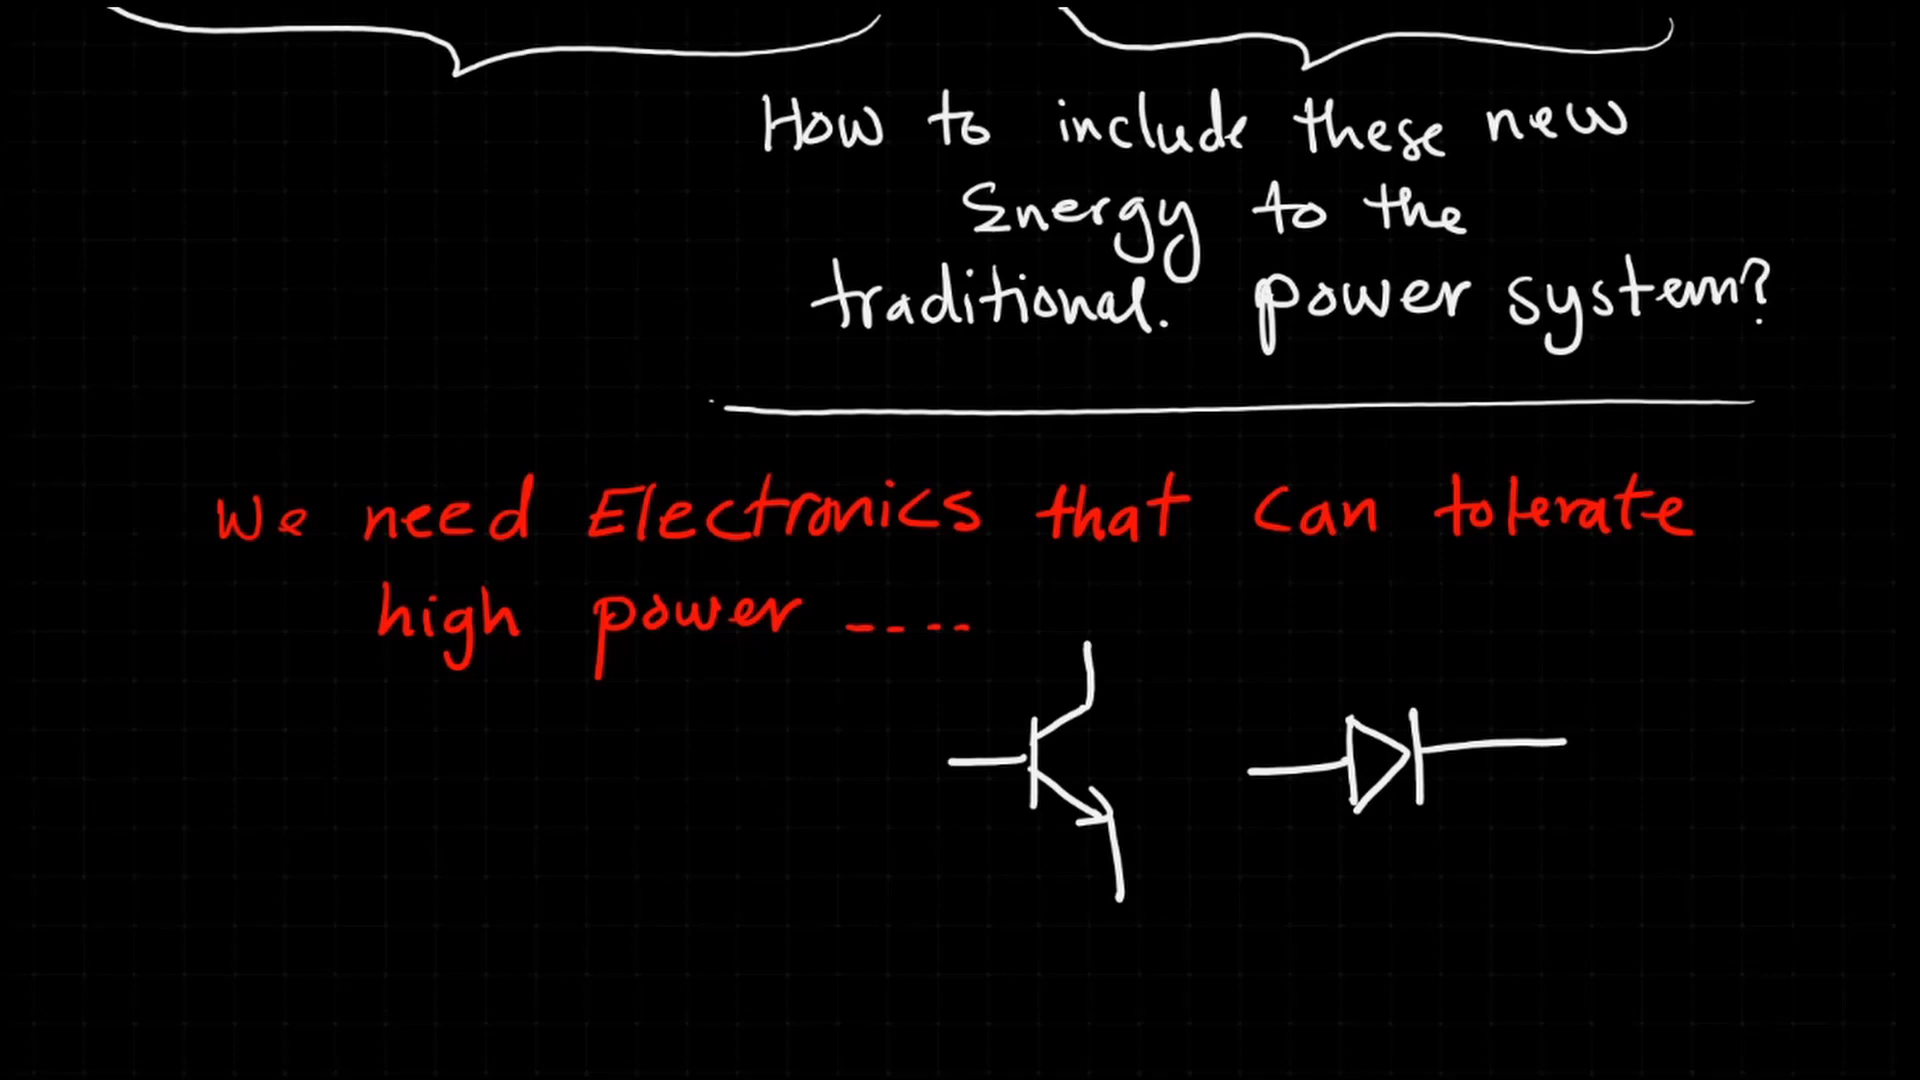 How to include these new
Energy to the
traditional. power system?
We need Electronics that can tolerate
high power ----